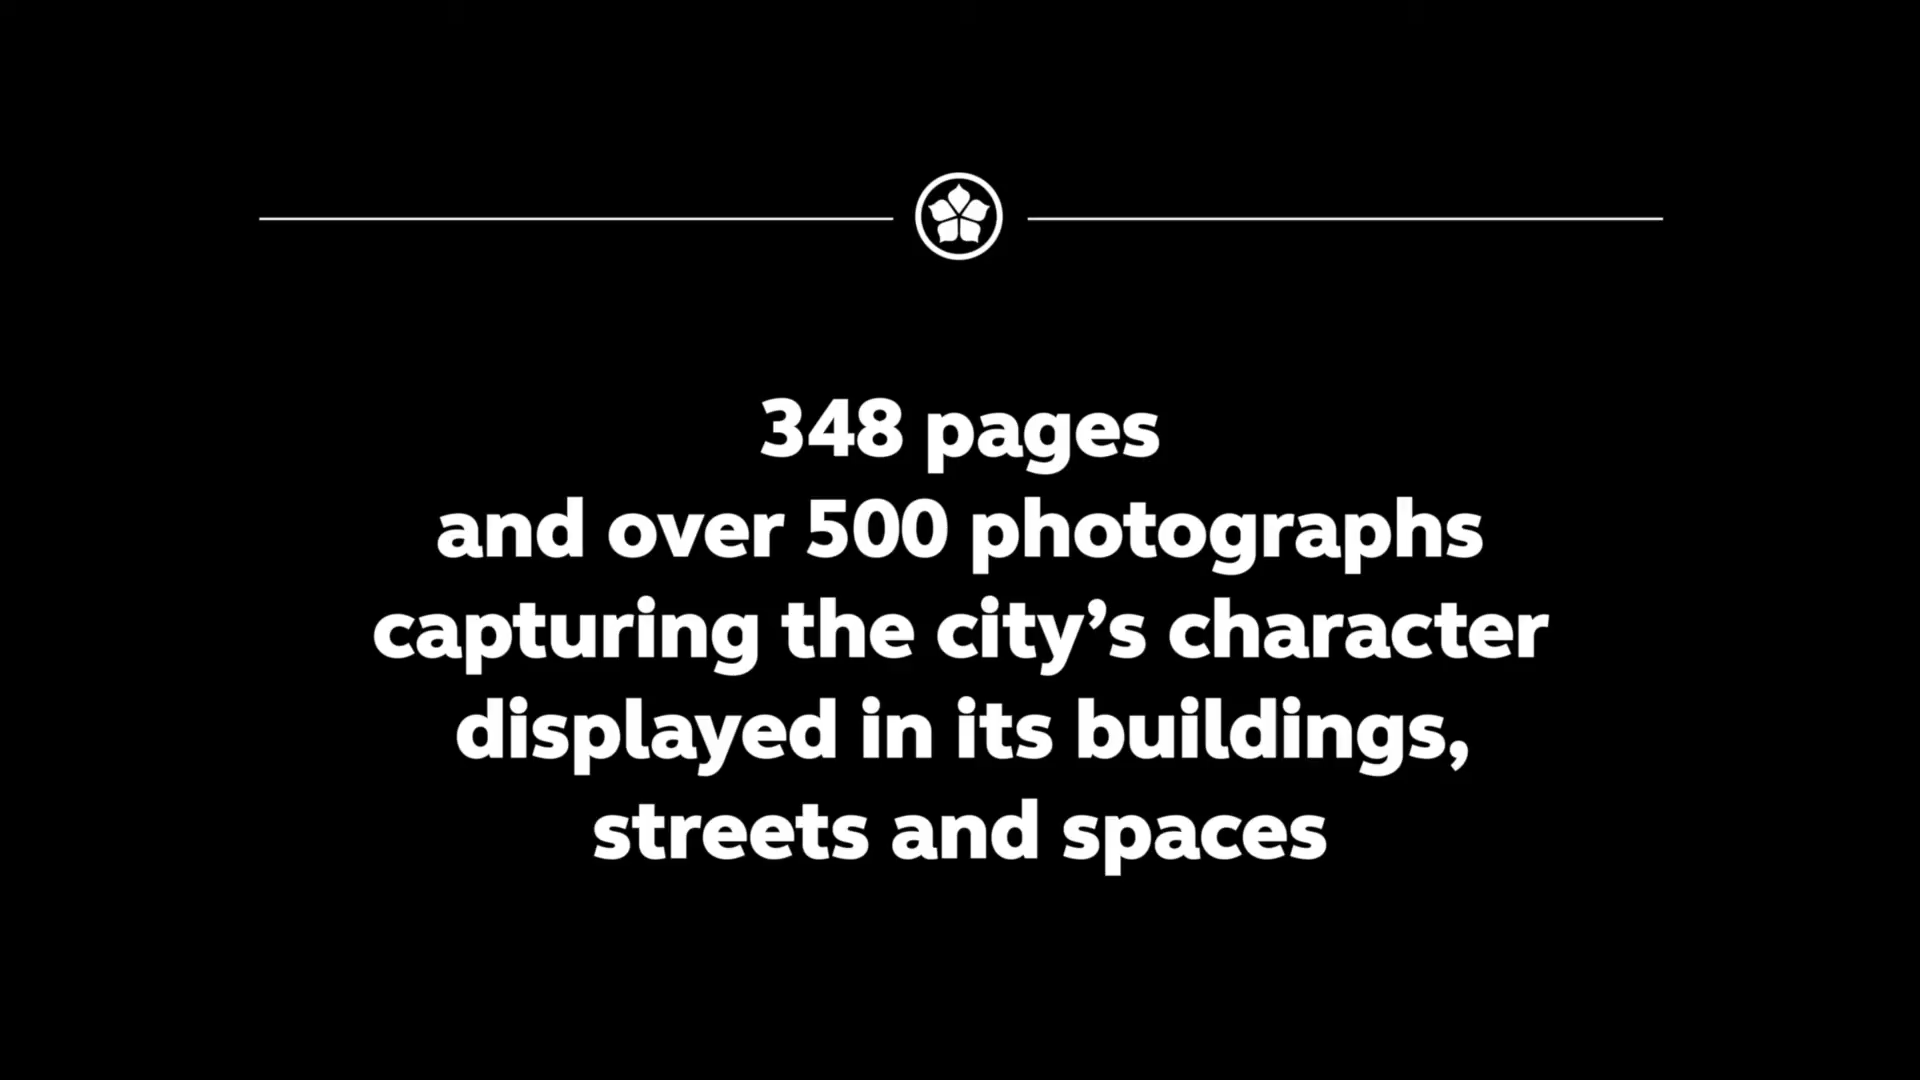 348 pages
and over 500 photographs
capturing the city’s character
displayed in its buildings,
streets and spaces